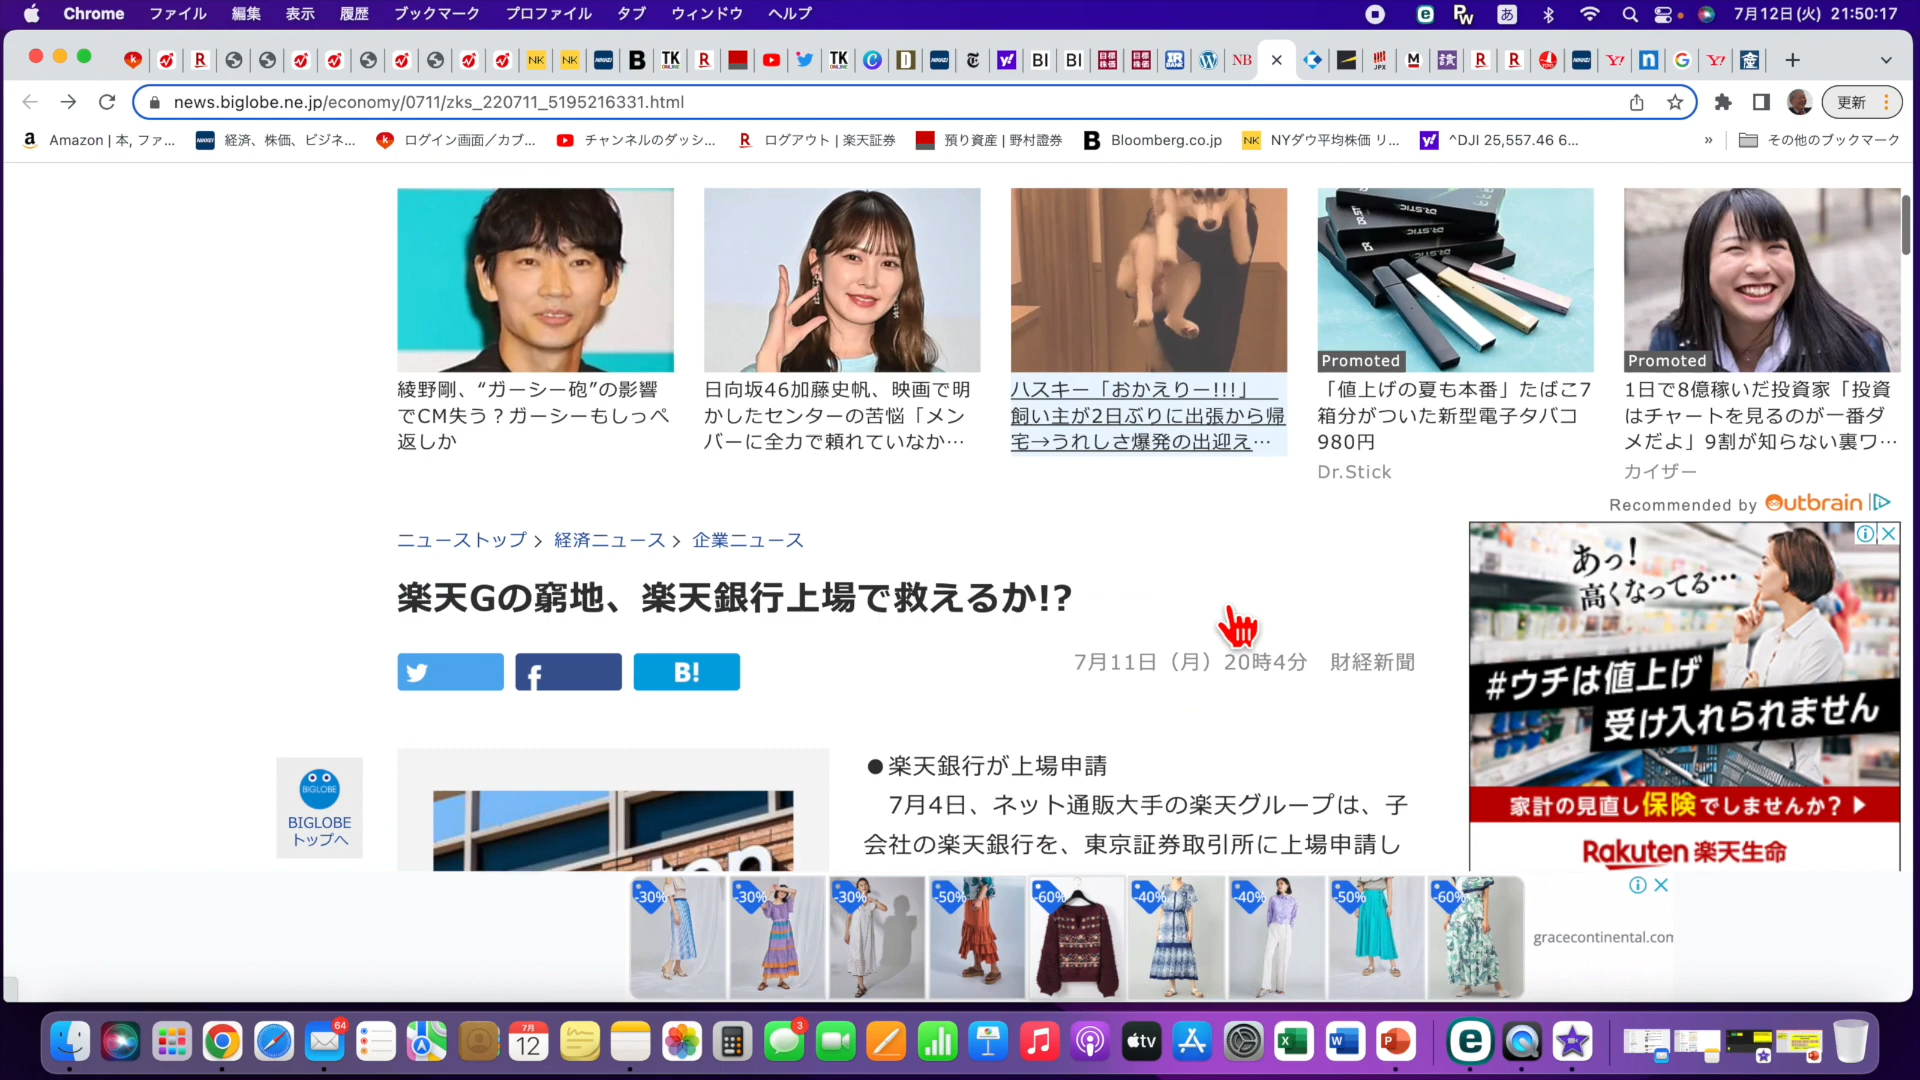 Chrome ファイル 編集 表示 履歴 ブックマーク プロファイル タブ ウィンドウ ヘルプ
あ
7月12日(火) 21:50:17
news.biglobe.ne.jp/economy/0711/zks_220711_5195216331.html
更新
Amazon | 本, ファ...
経済、株価、ビジネ...
ログイン画面／カブ...
チャンネルのダッシ...
ログアウト | 楽天証券
預り資産 | 野村證券
Bloomberg.co.jp
NYダウ平均株価 リ...
^DJI 25,557.46 6...
»
その他のブックマーク
綾野剛、“ガーシー砲”の影響
でCM失う？ガーシーもしっぺ
返しか
日向坂46加藤史帆、映画で明
かしたセンターの苦悩「メン
バーに全力で頼れていなか…
ハスキー「おかえりー!!!」
飼い主が2日ぶりに出張から帰
宅→うれしさ爆発の出迎え…
DR.STICK
Promoted
「値上げの夏も本番」たばこ7
箱分がついた新型電子タバコ
980円
Dr.Stick
Promoted
1日で8億稼いだ投資家「投資
はチャートを見るのが一番ダ
メだよ」9割が知らない裏ワ…
カイザー
Recommended by Outbrain
ニューストップ › 経済ニュース › 企業ニュース
楽天Gの窮地、楽天銀行上場で救えるか!?
B!
7月11日（月）20時4分 財経新聞
BIGLOBE
BIGLOBE
トップへ
●楽天銀行が上場申請
7月4日、ネット通販大手の楽天グループは、子
会社の楽天銀行を、東京証券取引所に上場申請し
あっ!
高くなってる…
#ウチは値上げ
受け入れられません
家計の見直し保険でしませんか?
Rakuten 楽天生命
-30%
-30%
-30%
-50%
-60%
-40%
-40%
-50%
-60%
gracecontinental.com
64
7月
12
3
tv